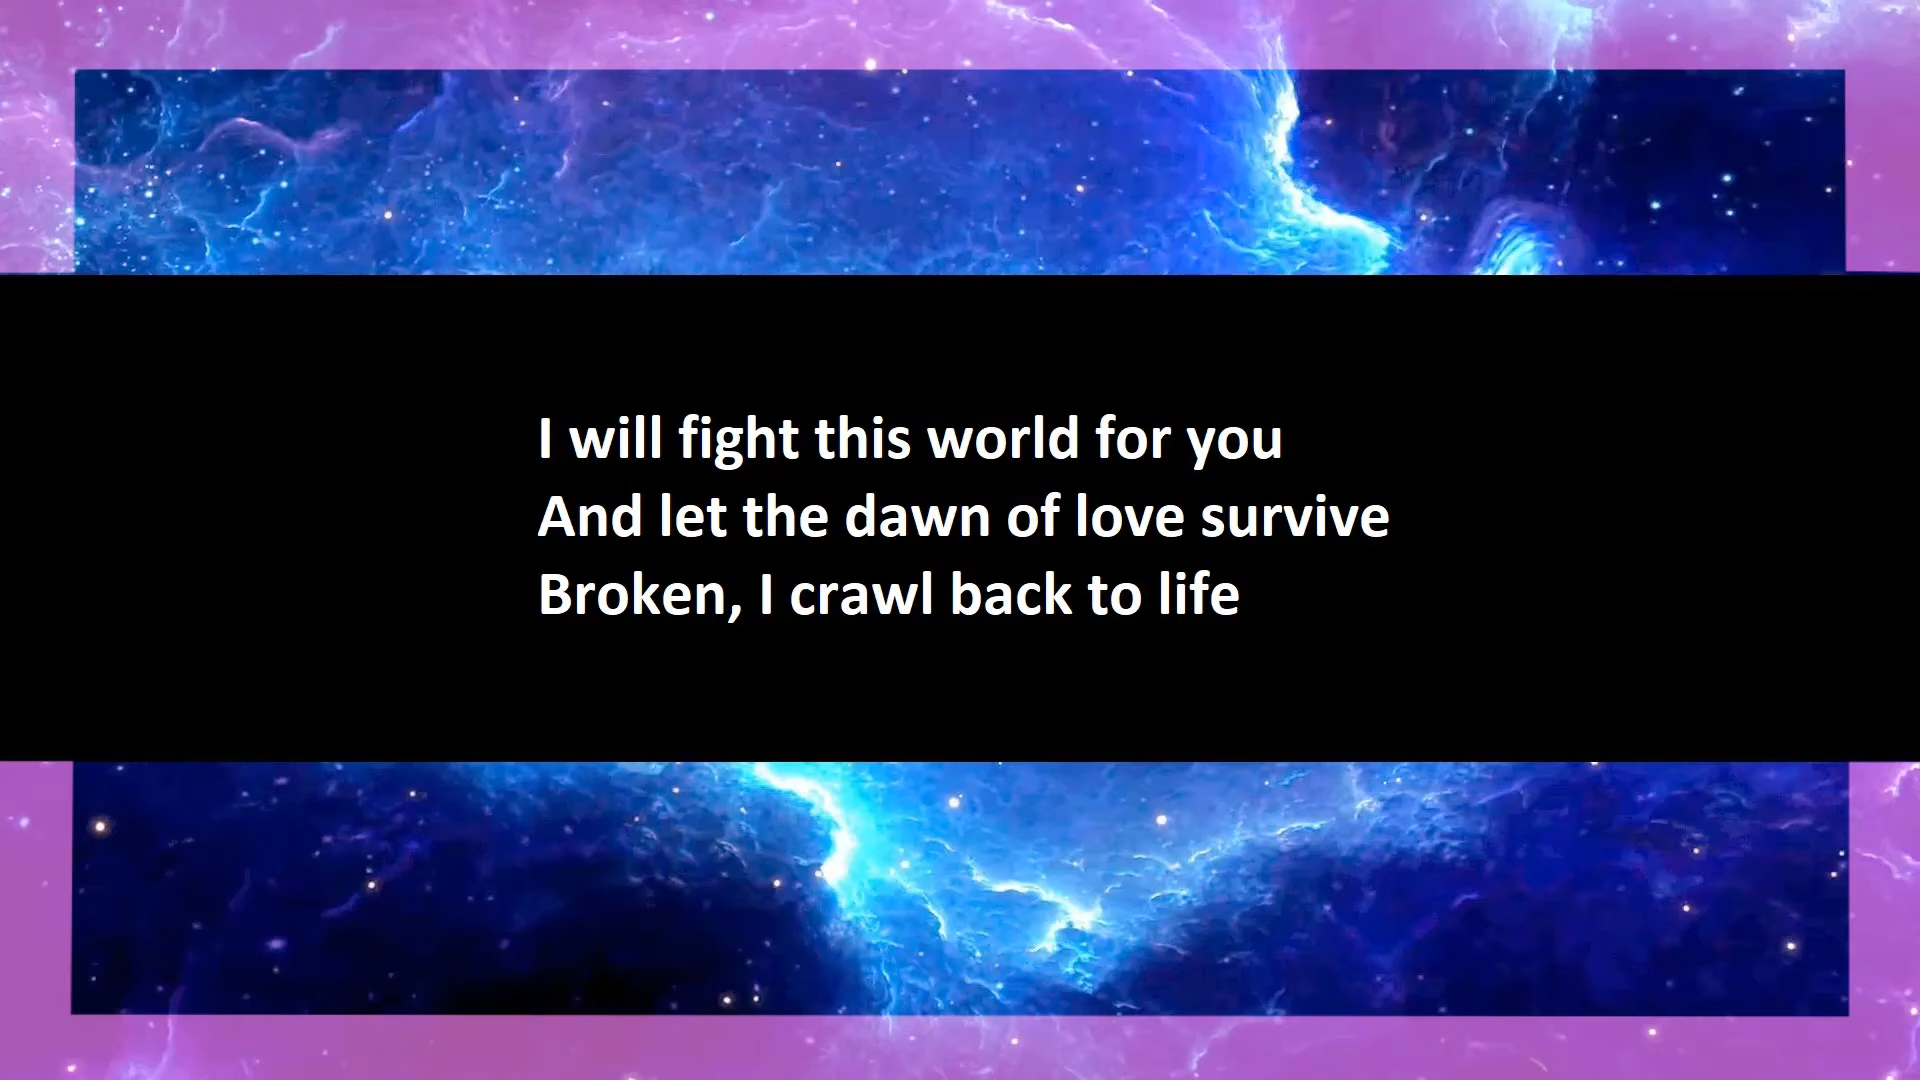 I will fight this world for you
And let the dawn of love survive
Broken, I crawl back to life